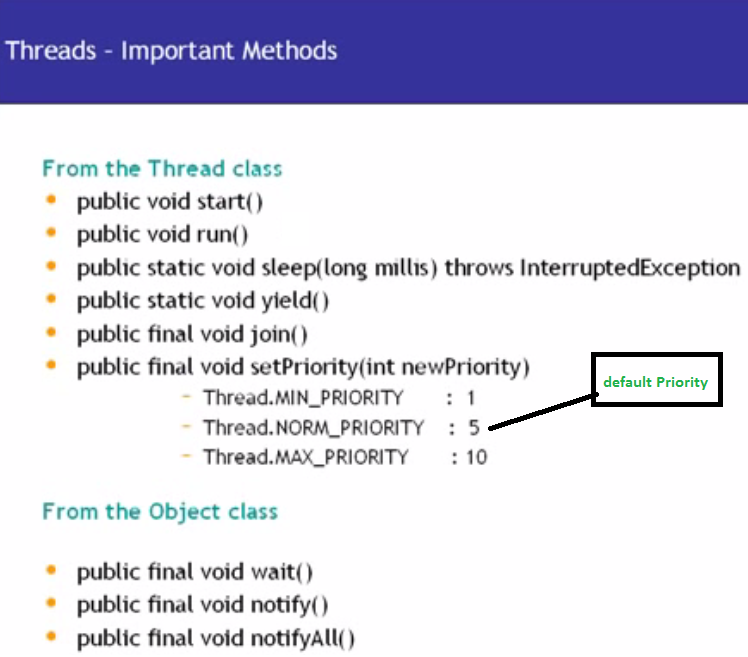 Threads - Important Methods
From the Thread class
• public void start()
• public void run()
• public static void sleep(long millis) throws InterruptedException
• public static void yield()
• public final void join()
• public final void setPriority(int newPriority)
default Priority
- Thread.MIN_PRIORITY : 1
- Thread.NORM_PRIORITY : 5
- Thread.MAX_PRIORITY : 10
From the Object class
• public final void wait()
• public final void notify()
• public final void notifyAll()